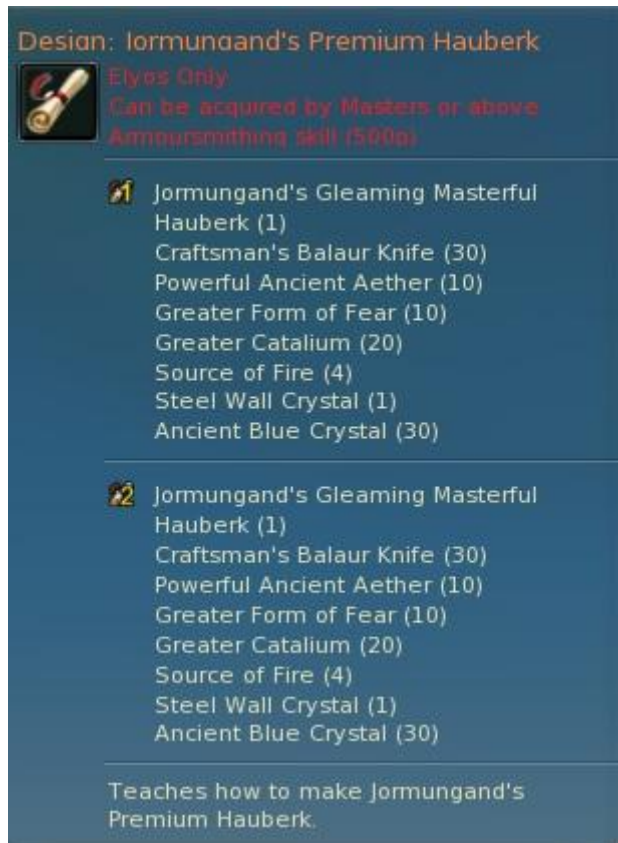 Design: Jormungand's Premium Hauberk
Elyos Only
Can be acquired by Masters or above
Armoursmithing skill (500p)
1 Jormungand's Gleaming Masterful
Hauberk (1)
Craftsman's Balaur Knife (30)
Powerful Ancient Aether (10)
Greater Form of Fear (10)
Greater Catalium (20)
Source of Fire (4)
Steel Wall Crystal (1)
Ancient Blue Crystal (30)
2 Jormungand's Gleaming Masterful
Hauberk (1)
Craftsman's Balaur Knife (30)
Powerful Ancient Aether (10)
Greater Form of Fear (10)
Greater Catalium (20)
Source of Fire (4)
Steel Wall Crystal (1)
Ancient Blue Crystal (30)
Teaches how to make Jormungand's
Premium Hauberk.